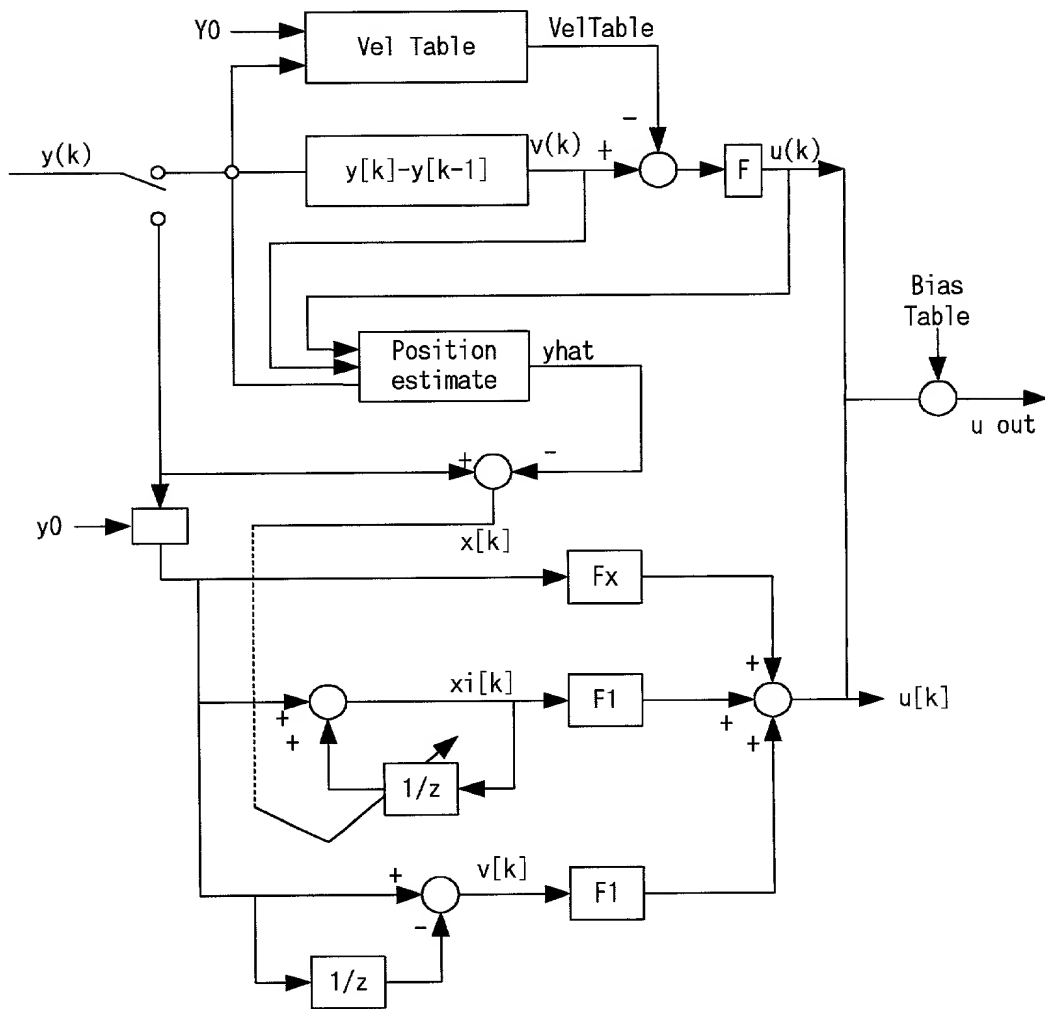 Y0
Vel Table
VelTable
−
y(k)
y[k]-y[k-1]
v(k)
+
F
u(k)
Bias
Table
Position
estimate
yhat
u out
+
−
y0
x[k]
Fx
+
xi[k]
F1
+
+
+
+
u[k]
1/z
+
v[k]
F1
−
1/z